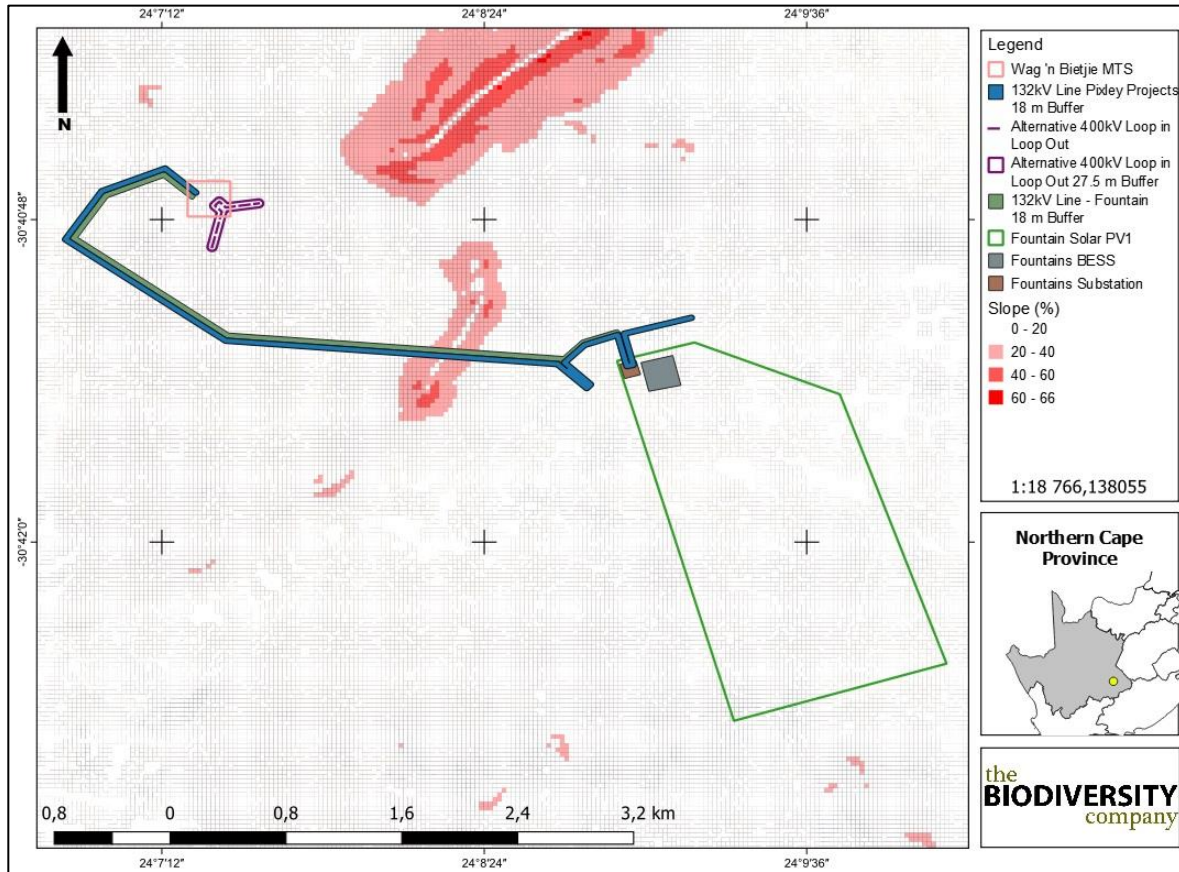 24°7'12"
24°8'24"
24°9'36"
N
-30°40'48"
-30°42'0"
0,8
0
0,8
1,6
2,4
3,2 km
24°7'12"
24°8'24"
24°9'36"
Legend
Wag 'n Bietjie MTS
132kV Line Pixley Projects
18 m Buffer
Alternative 400kV Loop in
Loop Out
Alternative 400kV Loop in
Loop Out 27.5 m Buffer
132kV Line - Fountain
18 m Buffer
Fountain Solar PV1
Fountains BESS
Fountains Substation
Slope (%)
0 - 20
20 - 40
40 - 60
60 - 66
1:18 766,138055
Northern Cape
Province
the
BIODIVERSITY
company